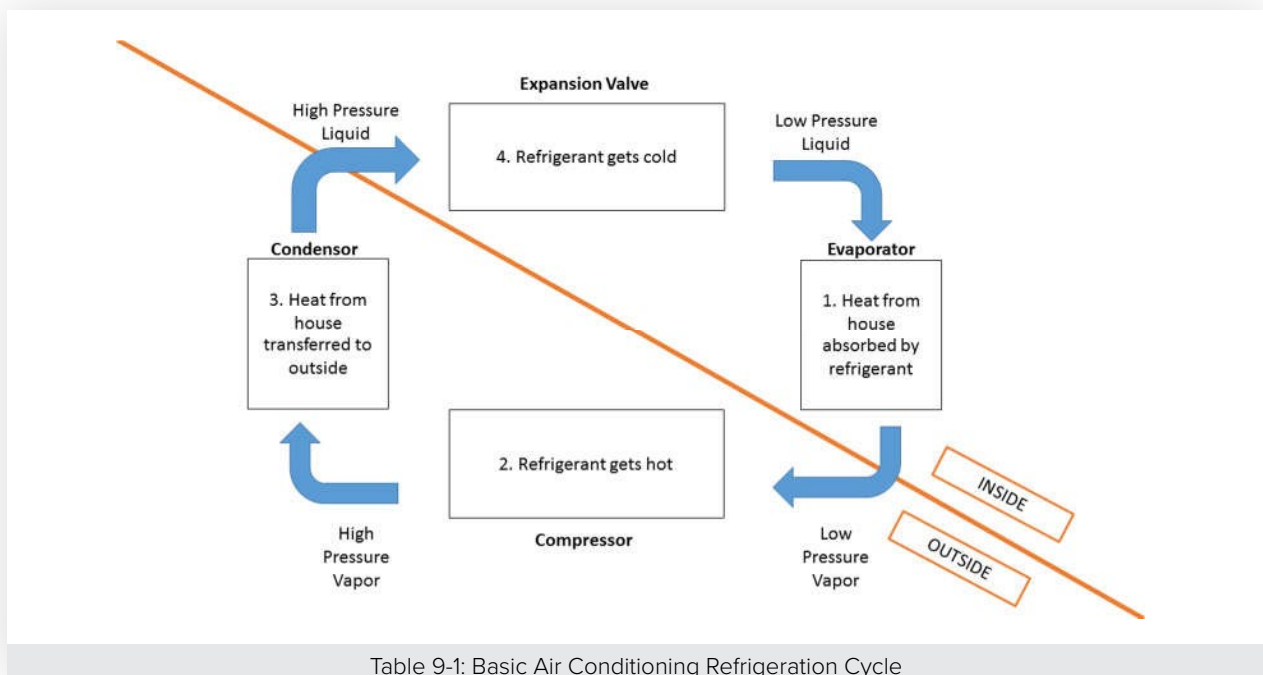 Expansion Valve
High Pressure
Liquid
4. Refrigerant gets cold
Low Pressure
Liquid
Condensor
3. Heat from
house
transferred to
outside
Evaporator
1. Heat from
house
absorbed by
refrigerant
2. Refrigerant gets hot
Compressor
High
Pressure
Vapor
Low
Pressure
Vapor
INSIDE
OUTSIDE
Table 9-1: Basic Air Conditioning Refrigeration Cycle